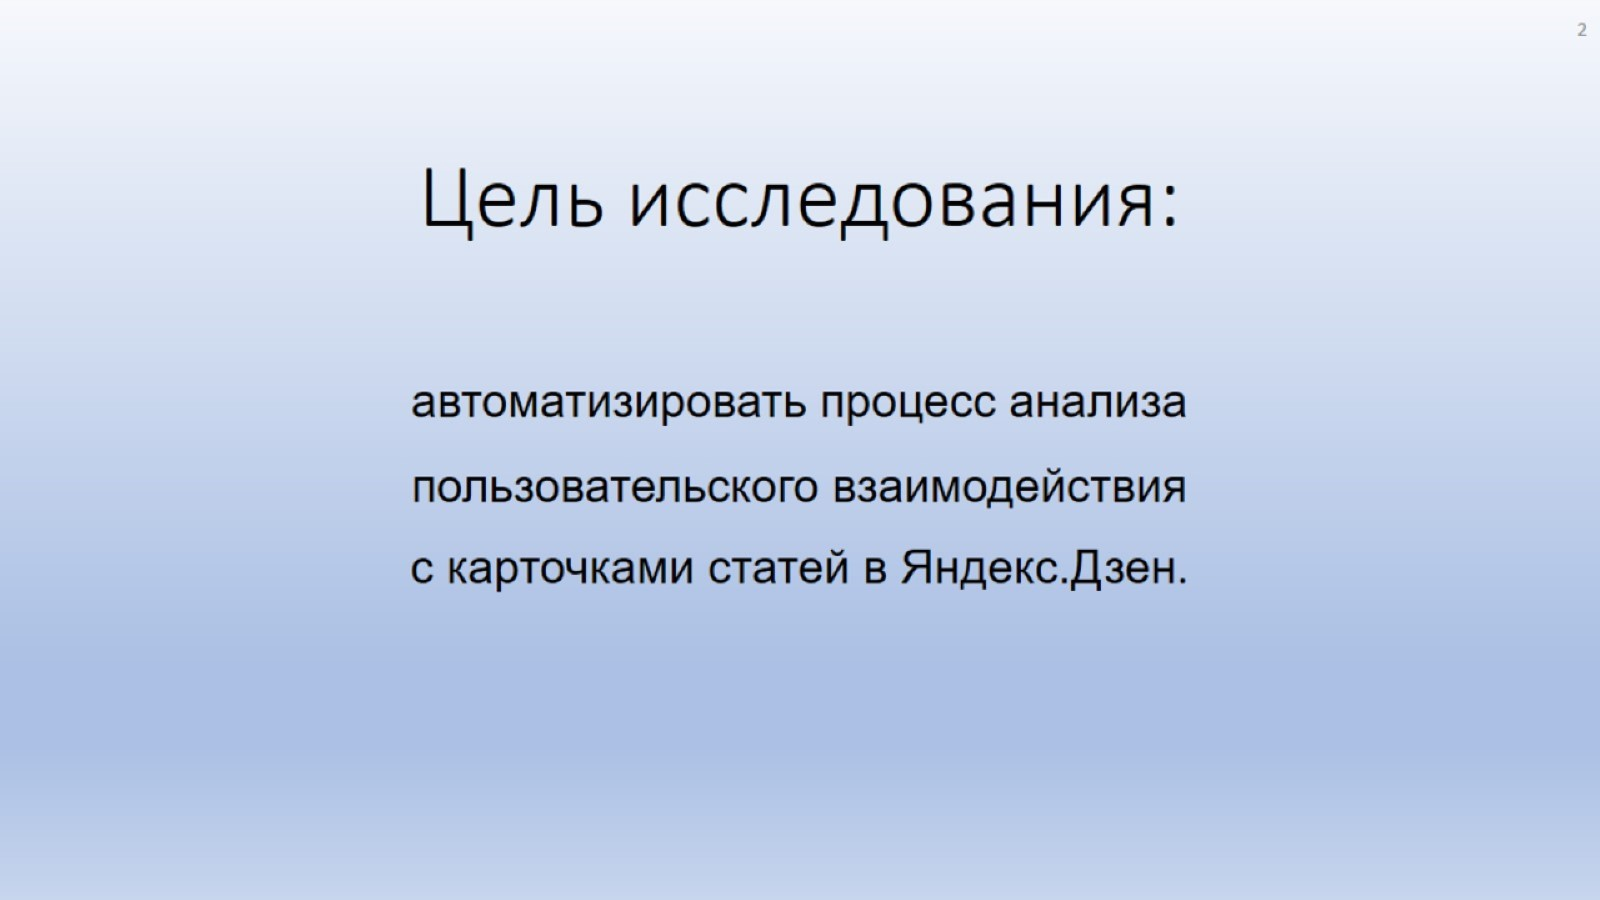 2
Цель исследования:
автоматизировать процесс анализа
пользовательского взаимодействия
с карточками статей в Яндекс.Дзен.